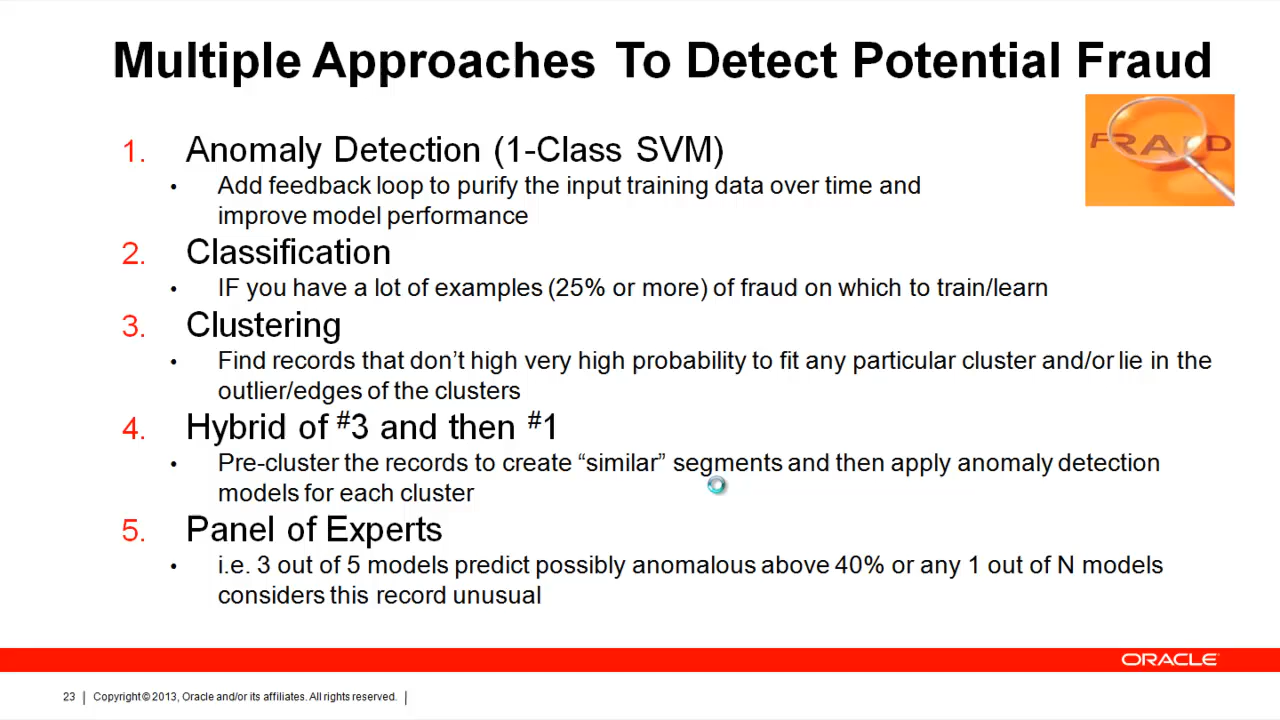 Multiple Approaches To Detect Potential Fraud
FRAUD
1. Anomaly Detection (1-Class SVM)
• Add feedback loop to purify the input training data over time and
improve model performance
2. Classification
• IF you have a lot of examples (25% or more) of fraud on which to train/learn
3. Clustering
• Find records that don’t high very high probability to fit any particular cluster and/or lie in the
outlier/edges of the clusters
4. Hybrid of #3 and then #1
• Pre-cluster the records to create “similar” segments and then apply anomaly detection
models for each cluster
5. Panel of Experts
• i.e. 3 out of 5 models predict possibly anomalous above 40% or any 1 out of N models
considers this record unusual
ORACLE
23 | Copyright © 2013, Oracle and/or its affiliates. All rights reserved. |